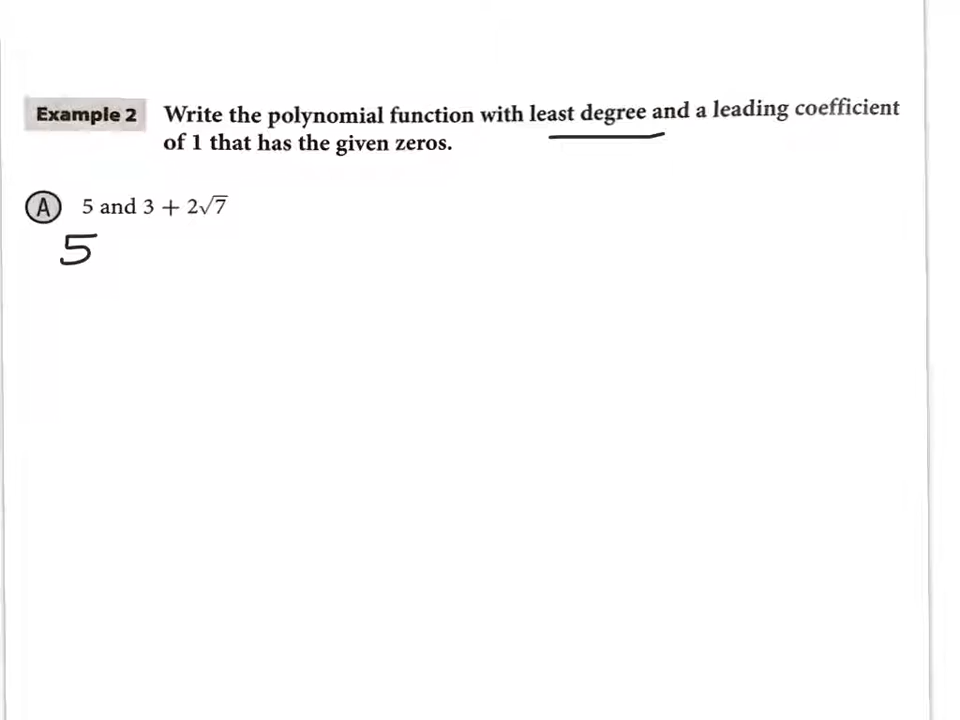 Example 2 Write the polynomial function with least degree and a leading coefficient
of 1 that has the given zeros.
A 5 and 3 + 2√7
5